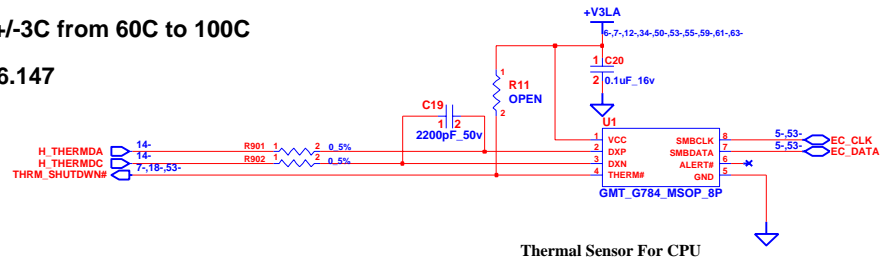 +/-3C from 60C to 100C
6.147
+V3LA
6-,7-,12-,34-,50-,53-,55-,59-,61-,63-
1 C20
2 0.1uF_16v
1
R11
OPEN
2
C19
1 2
2200pF_50v
U1
H_THERMDA 14- R901 1 2 0_5%
H_THERMDC 14- R902 1 2 0_5%
THRM_SHUTDWN# 7-,18-,53-
1 VCC SMBCLK 8 5-,53- EC_CLK
2 DXP SMBDATA 7 5-,53- EC_DATA
3 DXN ALERT# 6
4 THERM# GND 5
GMT_G784_MSOP_8P
Thermal Sensor For CPU